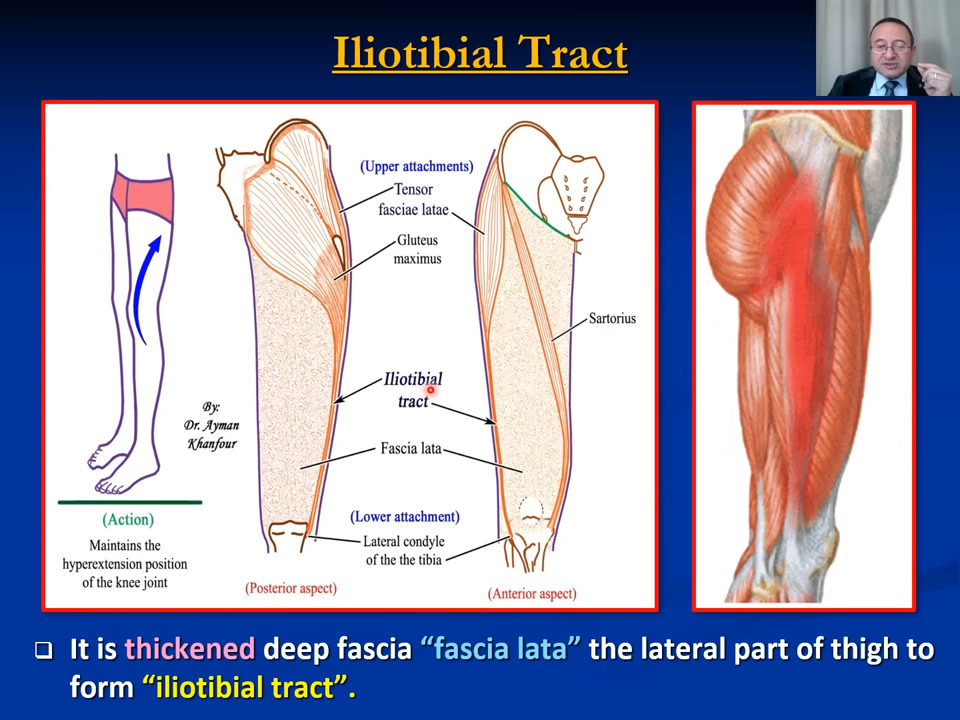 Iliotibial Tract
(Upper attachments)
Tensor
fasciae latae
Gluteus
maximus
Sartorius
Iliotibial
tract
By:
Dr. Ayman
Khanfour
Fascia lata
(Action)
Maintains the
hyperextension position
of the knee joint
(Lower attachment)
Lateral condyle
of the the tibia
(Posterior aspect)
(Anterior aspect)
It is thickened deep fascia “fascia lata” the lateral part of thigh to
form “iliotibial tract”.